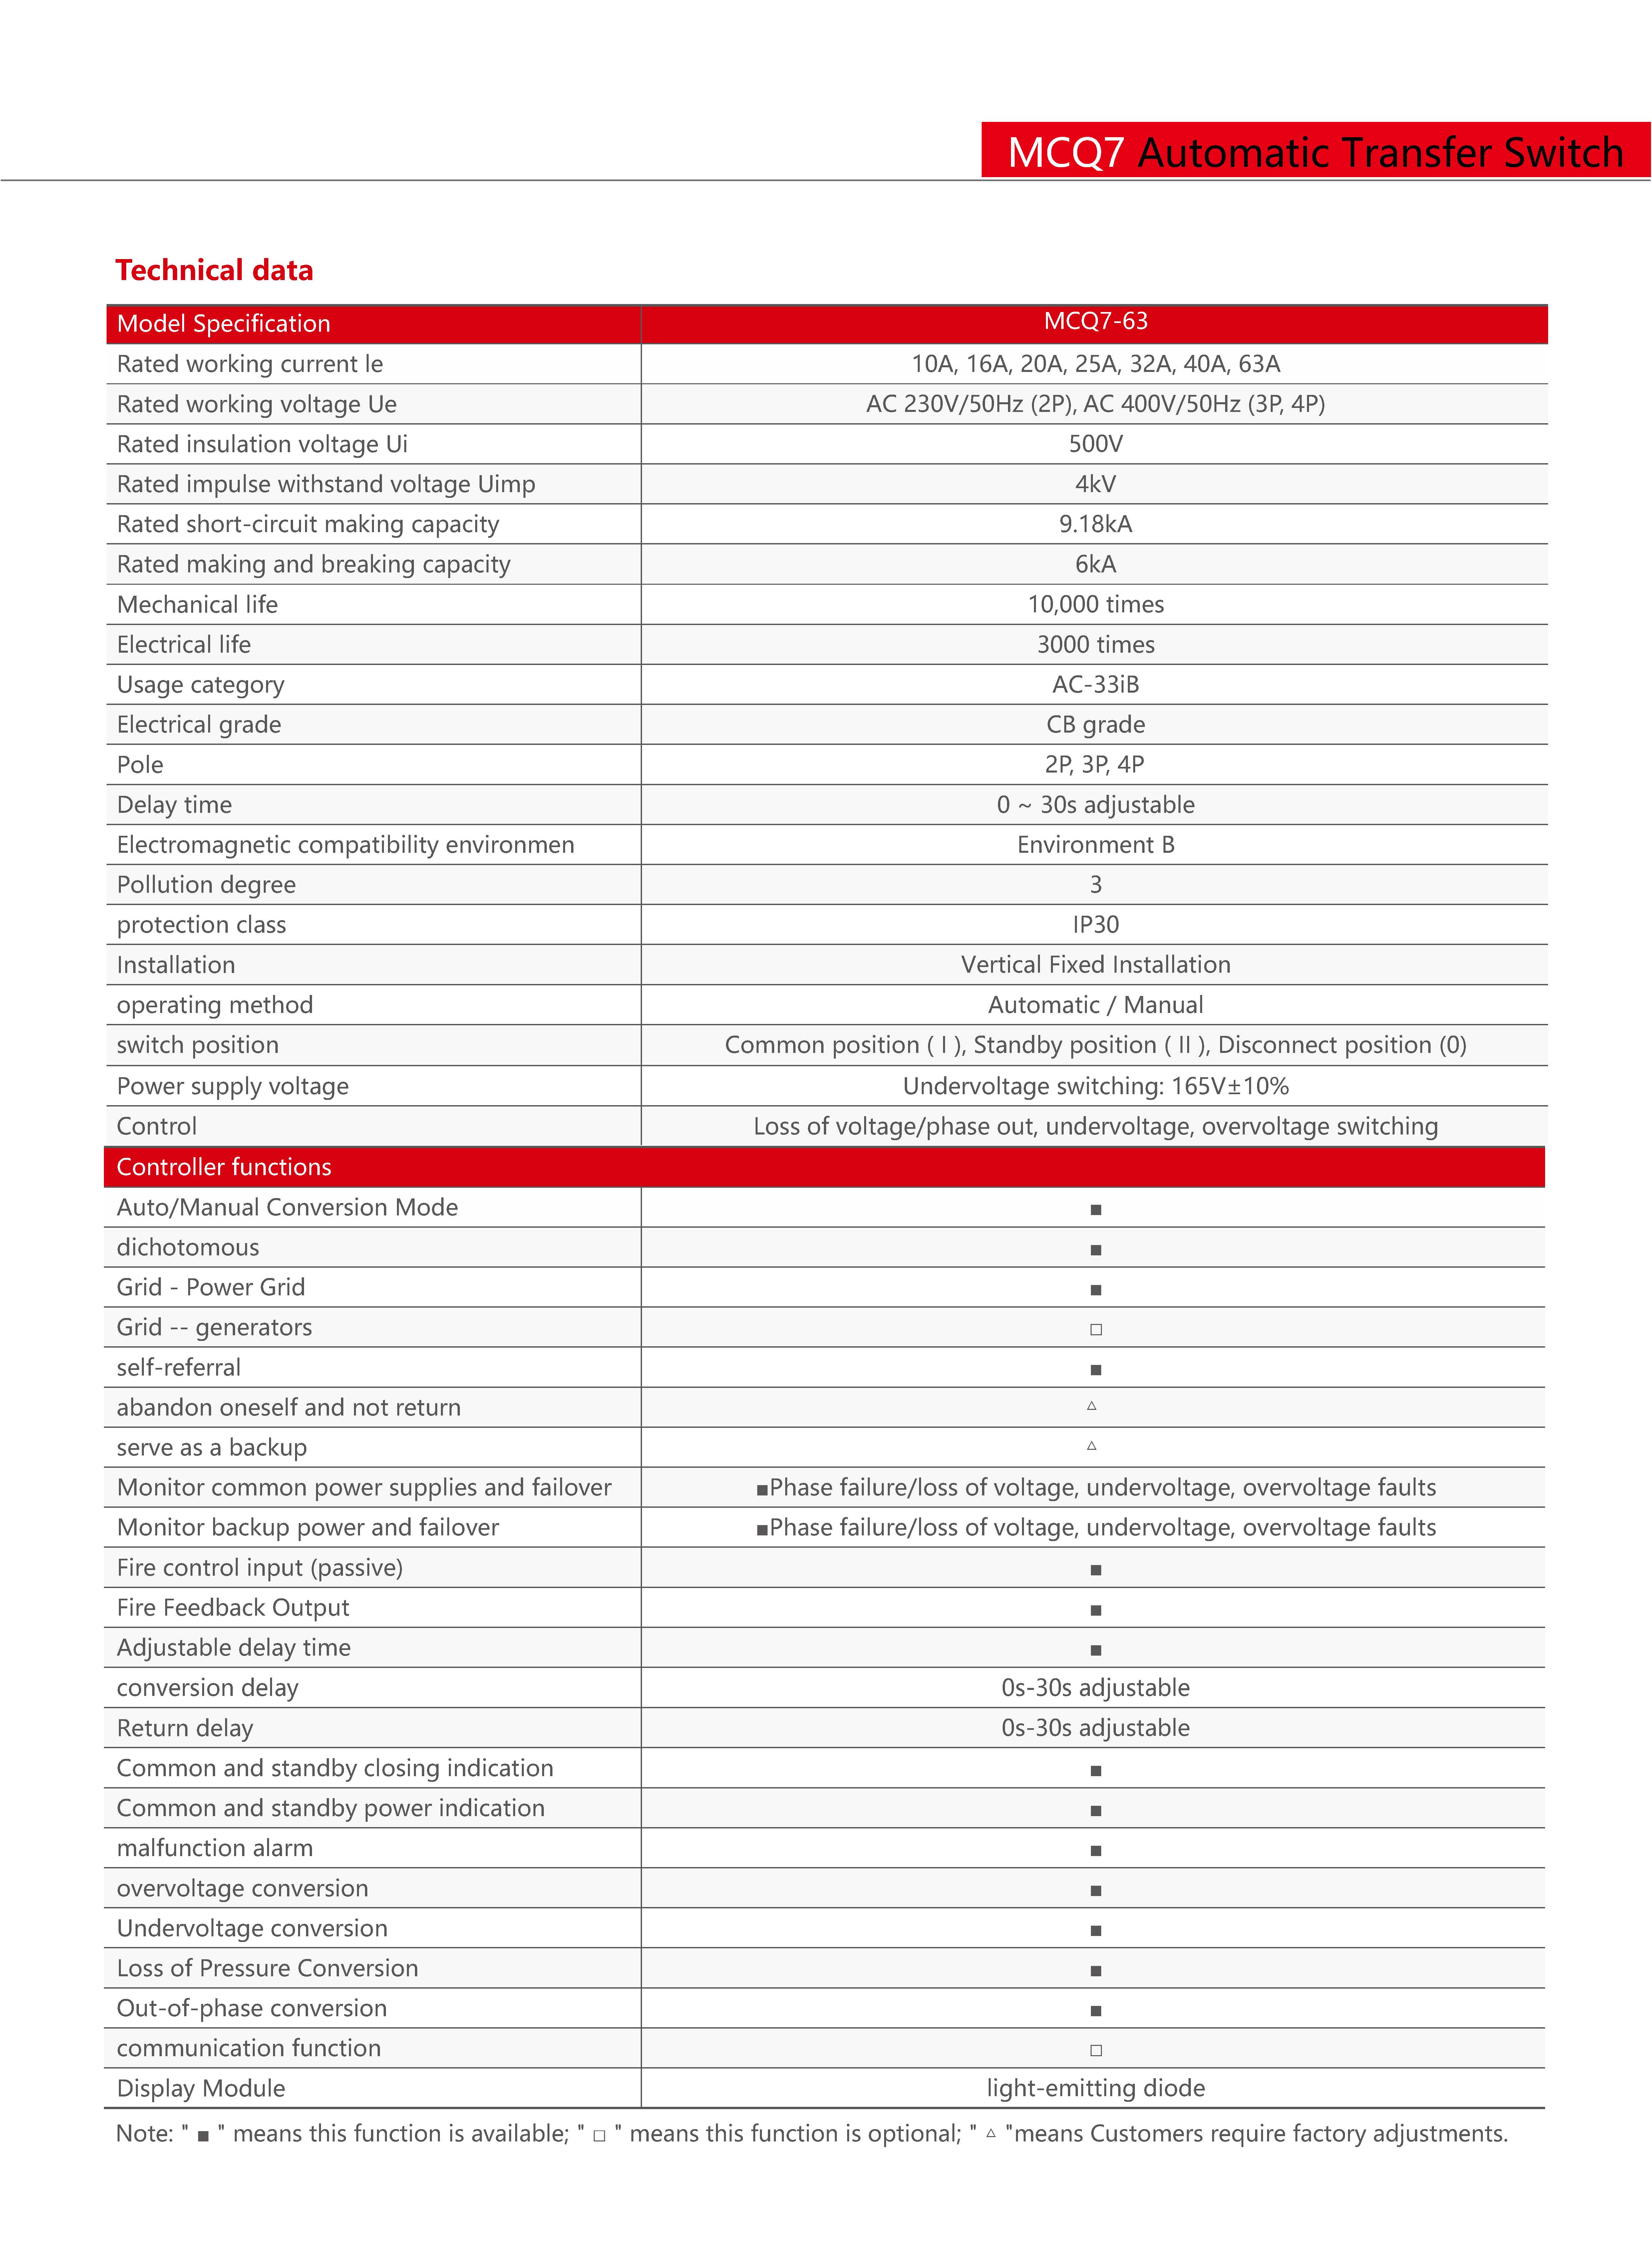 MCQ7 Automatic Transfer Switch
Technical data
Model Specification MCQ7-63
Rated working current le 10A, 16A, 20A, 25A, 32A, 40A, 63A
Rated working voltage Ue AC 230V/50Hz (2P), AC 400V/50Hz (3P, 4P)
Rated insulation voltage Ui 500V
Rated impulse withstand voltage Uimp 4kV
Rated short-circuit making capacity 9.18kA
Rated making and breaking capacity 6kA
Mechanical life 10,000 times
Electrical life 3000 times
Usage category AC-33iB
Electrical grade CB grade
Pole 2P, 3P, 4P
Delay time 0 ~ 30s adjustable
Electromagnetic compatibility environmen Environment B
Pollution degree 3
protection class IP30
Installation Vertical Fixed Installation
operating method Automatic / Manual
switch position Common position ( I ), Standby position ( II ), Disconnect position (0)
Power supply voltage Undervoltage switching: 165V±10%
Control Loss of voltage/phase out, undervoltage, overvoltage switching
Controller functions
Auto/Manual Conversion Mode ■
dichotomous ■
Grid - Power Grid ■
Grid -- generators □
self-referral ■
abandon oneself and not return △
serve as a backup △
Monitor common power supplies and failover ■Phase failure/loss of voltage, undervoltage, overvoltage faults
Monitor backup power and failover ■Phase failure/loss of voltage, undervoltage, overvoltage faults
Fire control input (passive) ■
Fire Feedback Output ■
Adjustable delay time ■
conversion delay 0s-30s adjustable
Return delay 0s-30s adjustable
Common and standby closing indication ■
Common and standby power indication ■
malfunction alarm ■
overvoltage conversion ■
Undervoltage conversion ■
Loss of Pressure Conversion ■
Out-of-phase conversion ■
communication function □
Display Module light-emitting diode
Note: " ■ " means this function is available; " □ " means this function is optional; " △ "means Customers require factory adjustments.